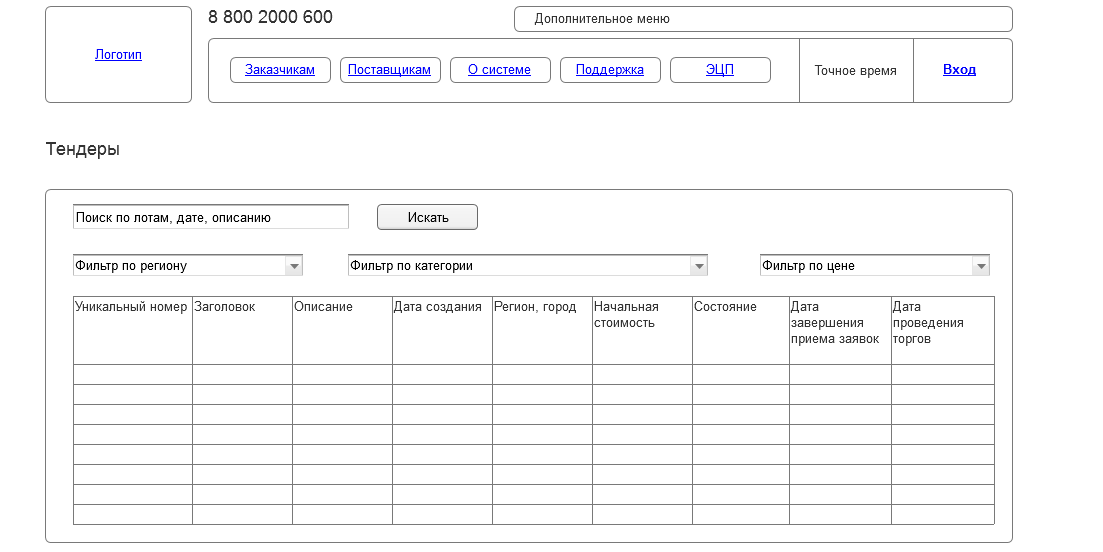 8 800 2000 600
Дополнительное меню
Логотип
Заказчикам
Поставщикам
О системе
Поддержка
ЭЦП
Точное время
Вход
Тендеры
Поиск по лотам, дате, описанию
Искать
Фильтр по региону
Фильтр по категории
Фильтр по цене
Уникальный номер
Заголовок
Описание
Дата создания
Регион, город
Начальная
стоимость
Состояние
Дата
завершения
приема заявок
Дата
проведения
торгов